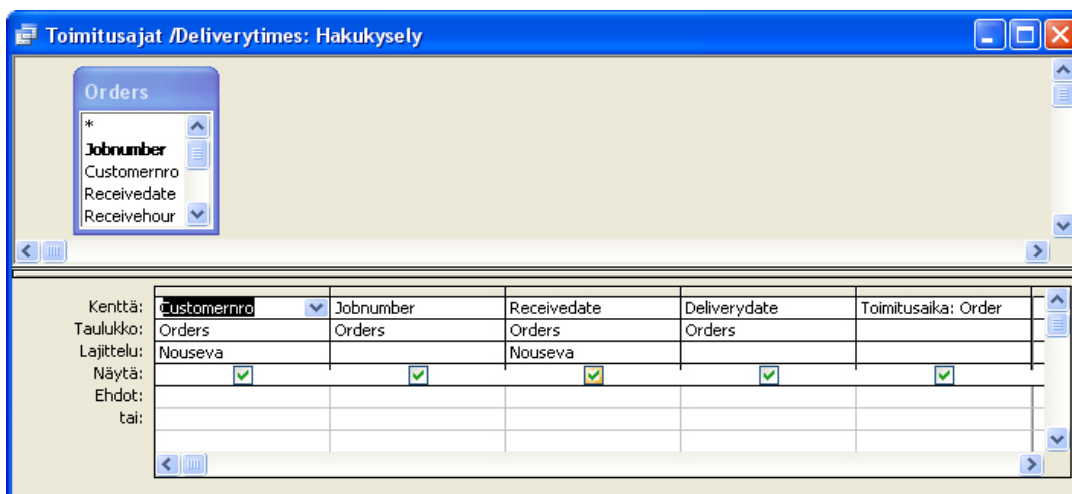 Toimitusajat /Deliverytimes: Hakukysely
Orders
*
Jobnumber
Customernro
Receivedate
Receivehour
Kenttä: Customernro Jobnumber Receivedate Deliverydate Toimitusaika: Order
Taulukko: Orders Orders Orders Orders
Lajittelu: Nouseva Nouseva
Näytä:
Ehdot:
tai: